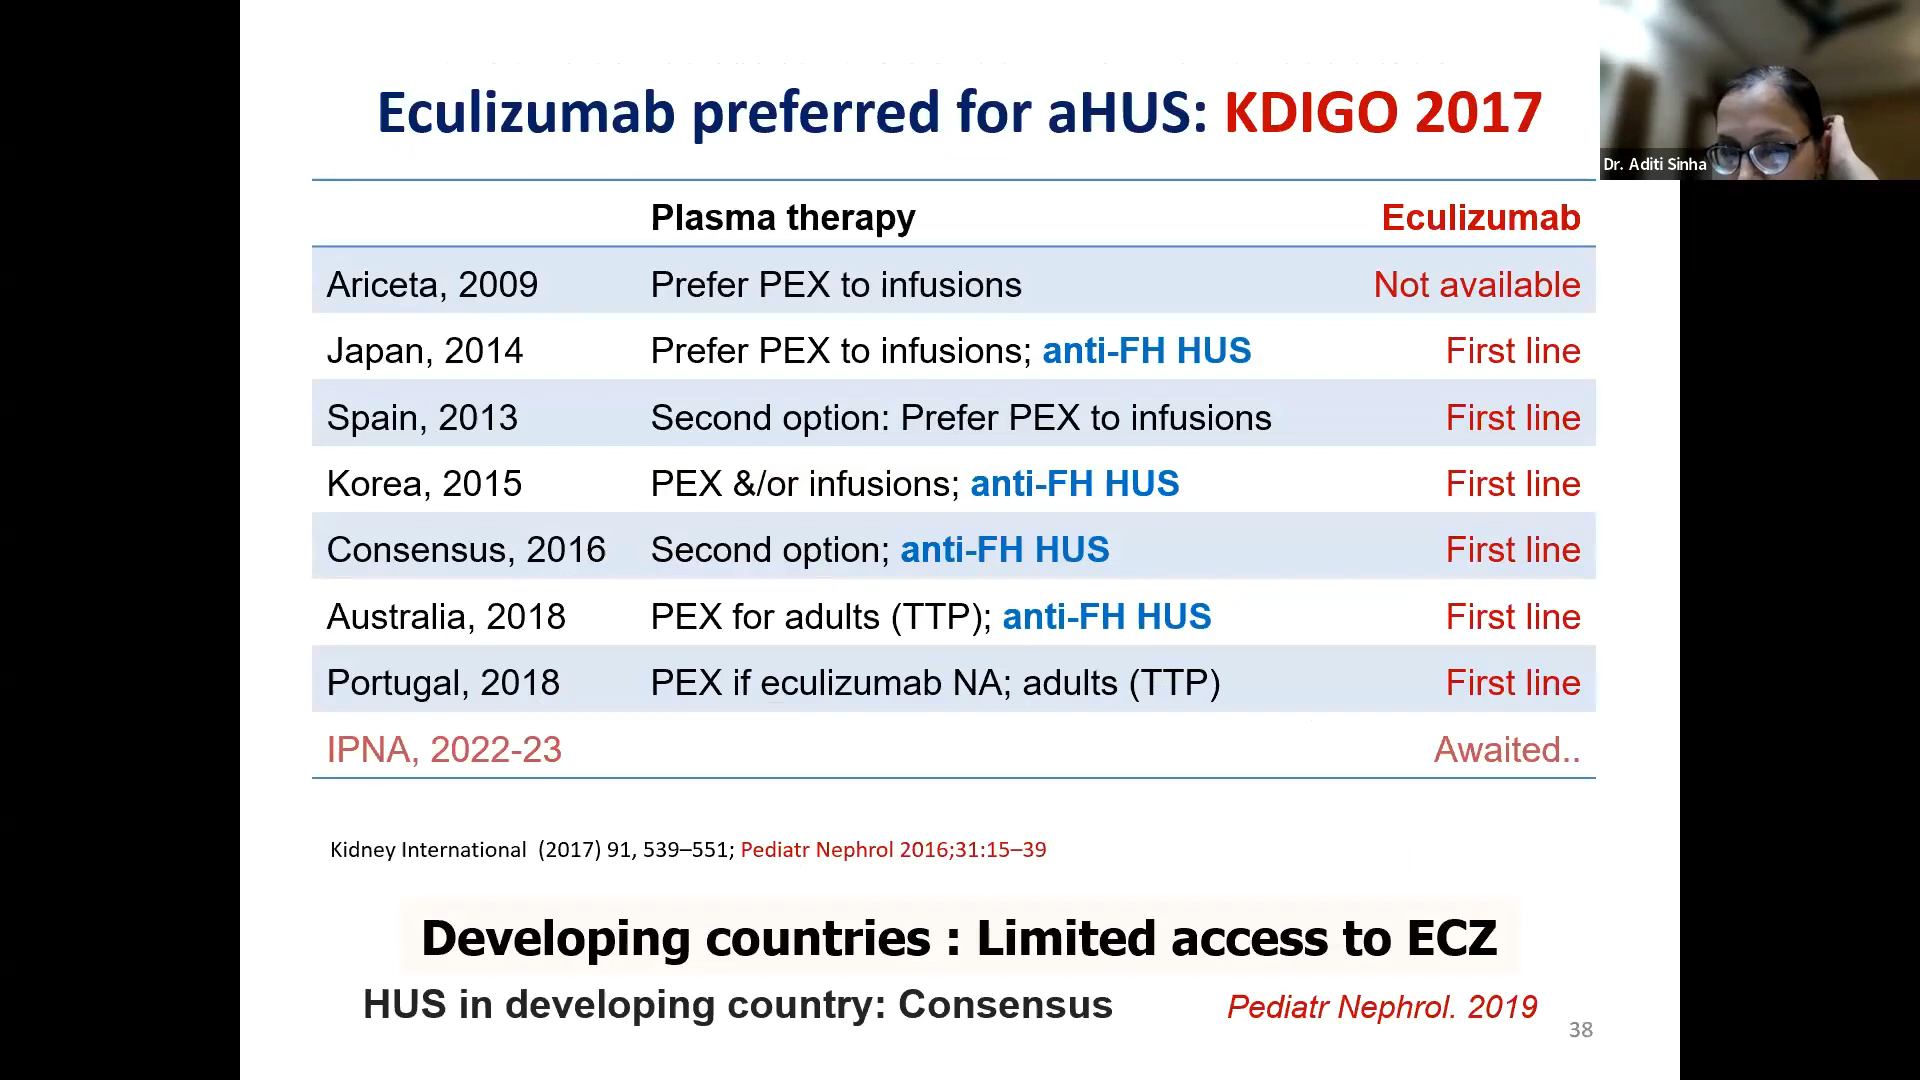 Eculizumab preferred for aHUS: KDIGO 2017
Dr. Aditi Sinha
Plasma therapy Eculizumab
Ariceta, 2009 Prefer PEX to infusions Not available
Japan, 2014 Prefer PEX to infusions; anti-FH HUS First line
Spain, 2013 Second option: Prefer PEX to infusions First line
Korea, 2015 PEX &/or infusions; anti-FH HUS First line
Consensus, 2016 Second option; anti-FH HUS First line
Australia, 2018 PEX for adults (TTP); anti-FH HUS First line
Portugal, 2018 PEX if eculizumab NA; adults (TTP) First line
IPNA, 2022-23 Awaited..
Kidney International (2017) 91, 539–551; Pediatr Nephrol 2016;31:15–39
Developing countries : Limited access to ECZ
HUS in developing country: Consensus Pediatr Nephrol. 2019
38